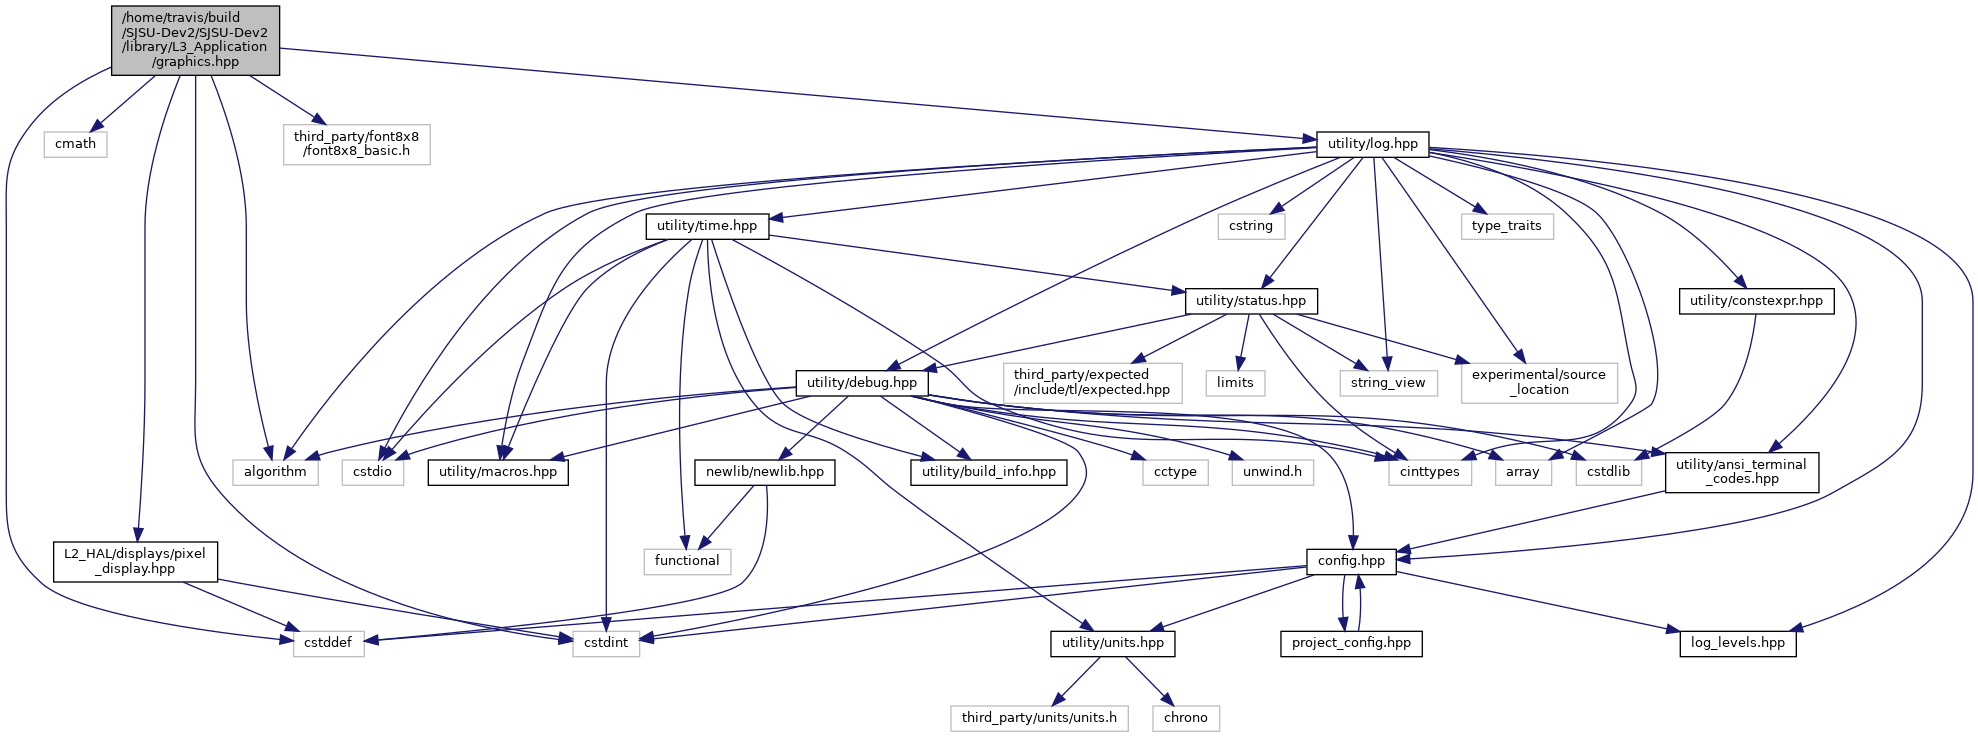 /home/travis/build
/SJSU-Dev2/SJSU-Dev2
/library/L3_Application
/graphics.hpp
cmath
third_party/font8x8
/font8x8_basic.h
utility/log.hpp
utility/time.hpp
cstring
type_traits
utility/status.hpp
utility/constexpr.hpp
utility/debug.hpp
third_party/expected
/include/tl/expected.hpp
limits
string_view
experimental/source
_location
algorithm
cstdio
utility/macros.hpp
newlib/newlib.hpp
utility/build_info.hpp
cctype
unwind.h
cinttypes
array
cstdlib
utility/ansi_terminal
_codes.hpp
L2_HAL/displays/pixel
_display.hpp
functional
config.hpp
cstddef
cstdint
utility/units.hpp
project_config.hpp
log_levels.hpp
third_party/units/units.h
chrono